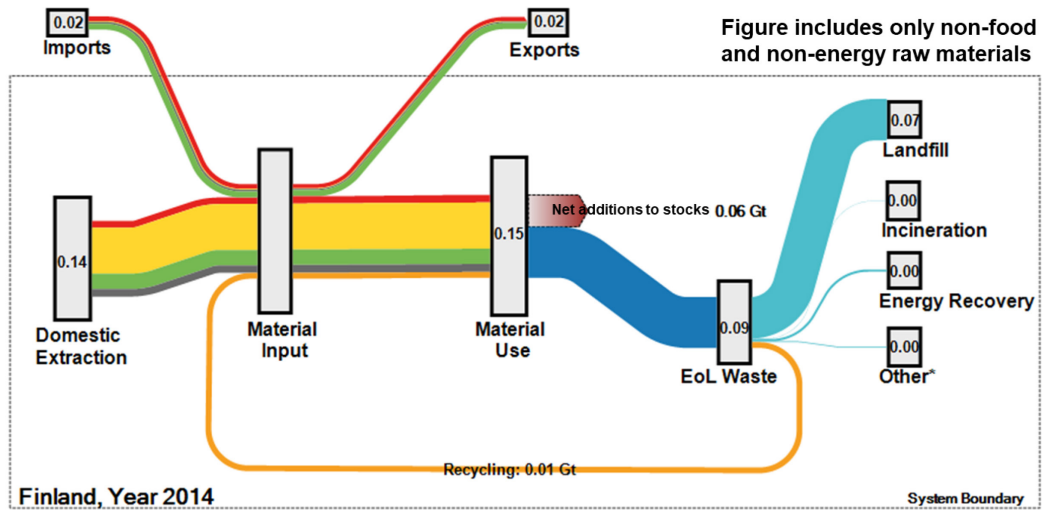 0.02
Imports
0.02
Exports
Figure includes only non-food
and non-energy raw materials
0.07
Landfill
0.00
Incineration
Net additions to stocks 0.06 Gt
0.14
0.15
0.00
Energy Recovery
Domestic
Extraction
Material
Input
Material
Use
0.09
EoL Waste
0.00
Other*
Recycling: 0.01 Gt
Finland, Year 2014
System Boundary